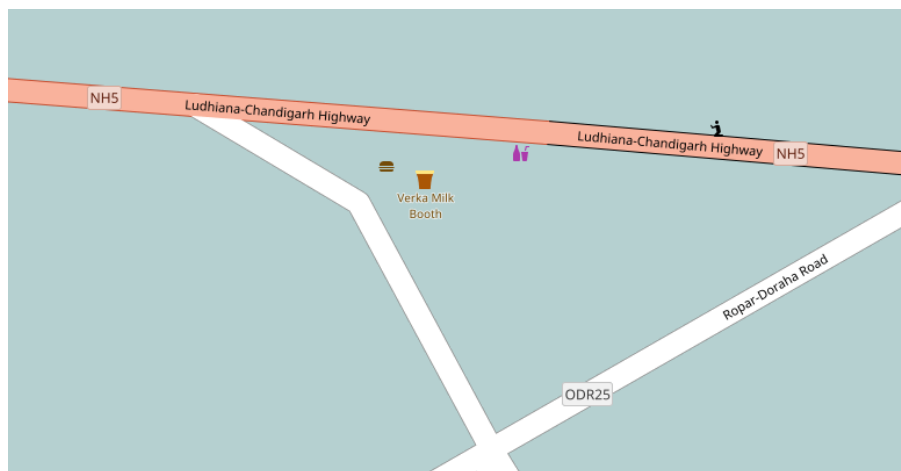 NH5
Ludhiana-Chandigarh Highway
Ludhiana-Chandigarh Highway
NH5
Verka Milk
Booth
Ropar-Doraha Road
ODR25